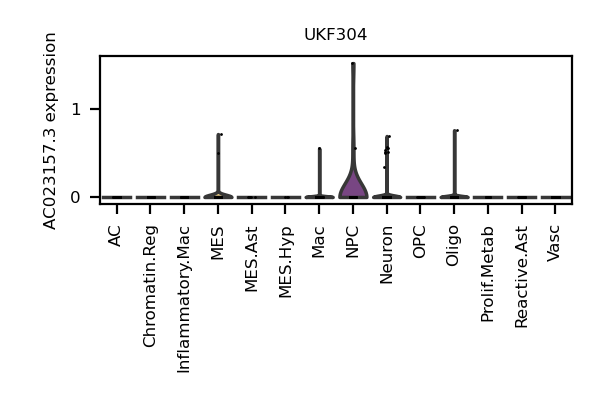 UKF304
AC023157.3 expression
1
0
AC
Chromatin.Reg
Inflammatory.Mac
MES
MES.Ast
MES.Hyp
Mac
NPC
Neuron
OPC
Oligo
Prolif.Metab
Reactive.Ast
Vasc